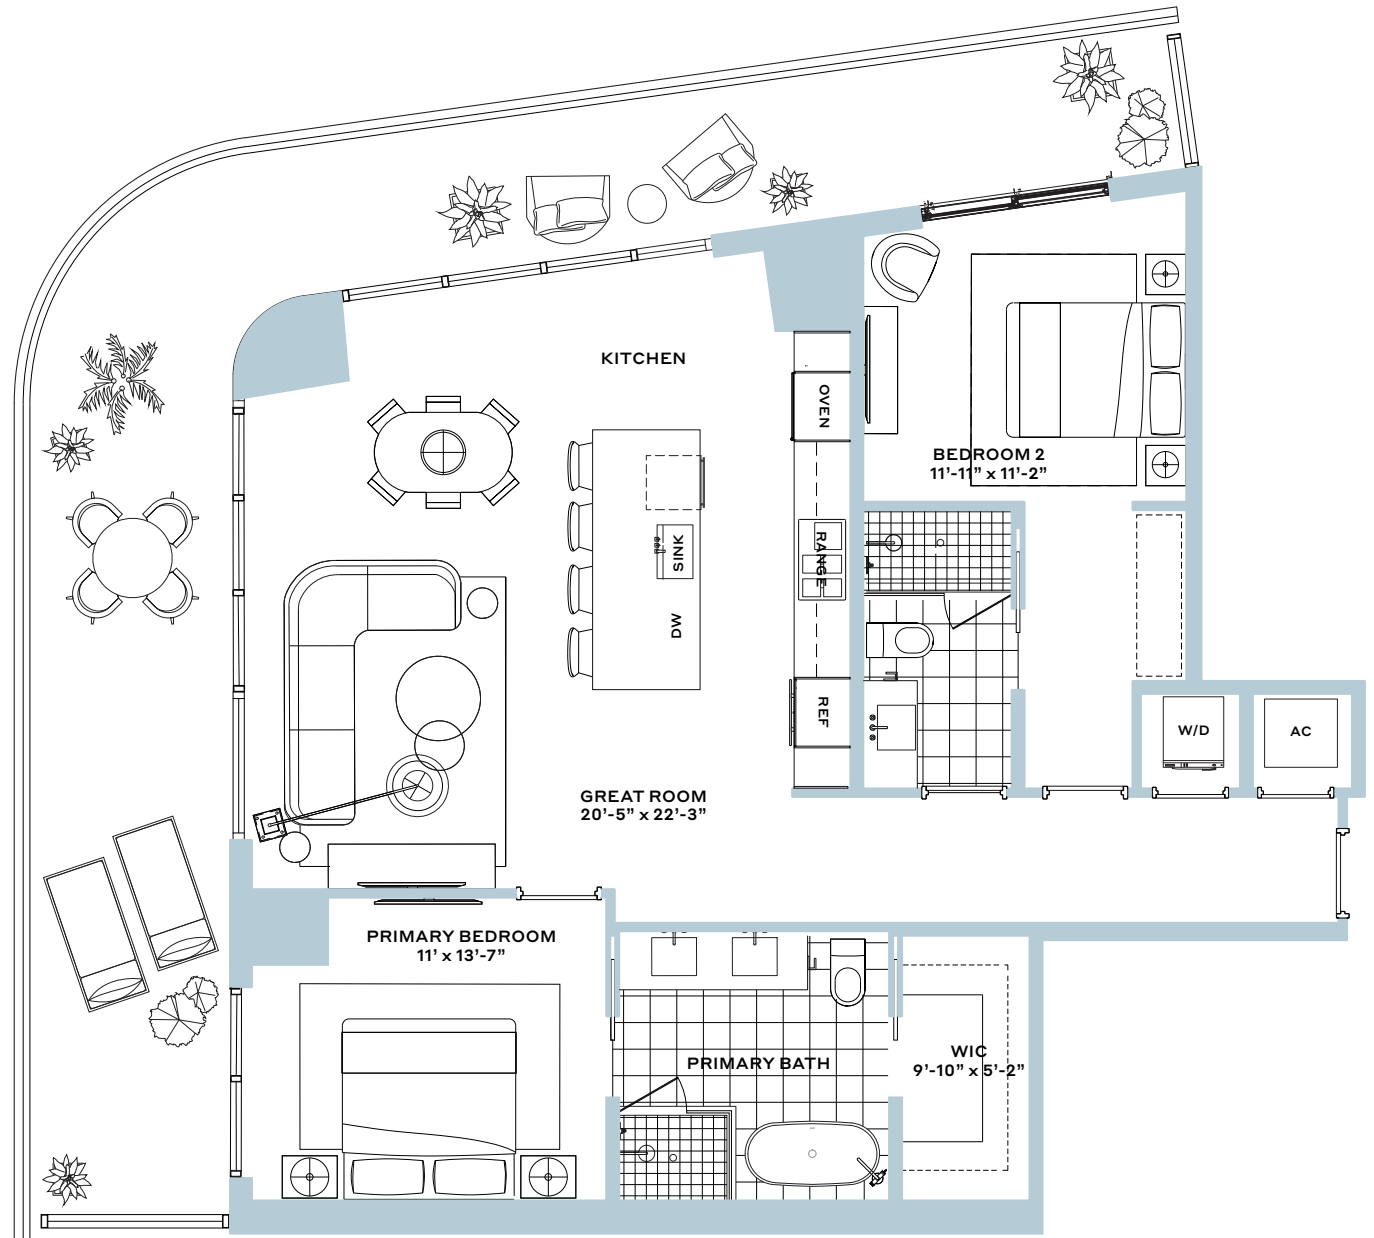 KITCHEN
OVEN
BEDROOM 2
11'-11" x 11'-2"
RANGE
SINK
DW
REF
W/D
AC
GREAT ROOM
20'-5" x 22'-3"
PRIMARY BEDROOM
11' x 13'-7"
PRIMARY BATH
WIC
9'-10" x 5'-2"